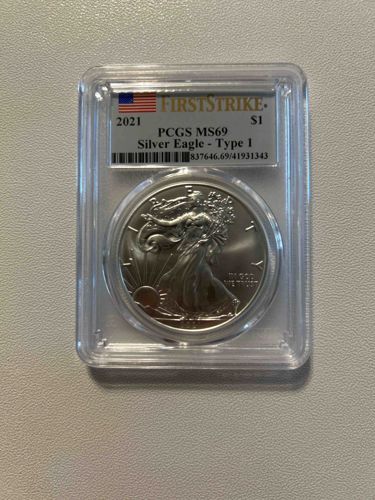 FIRSTSTRIKE®
2021 $1
PCGS MS69
Silver Eagle - Type 1
837646.69/41931343
LIBERTY
IN GOD
WE TRUST